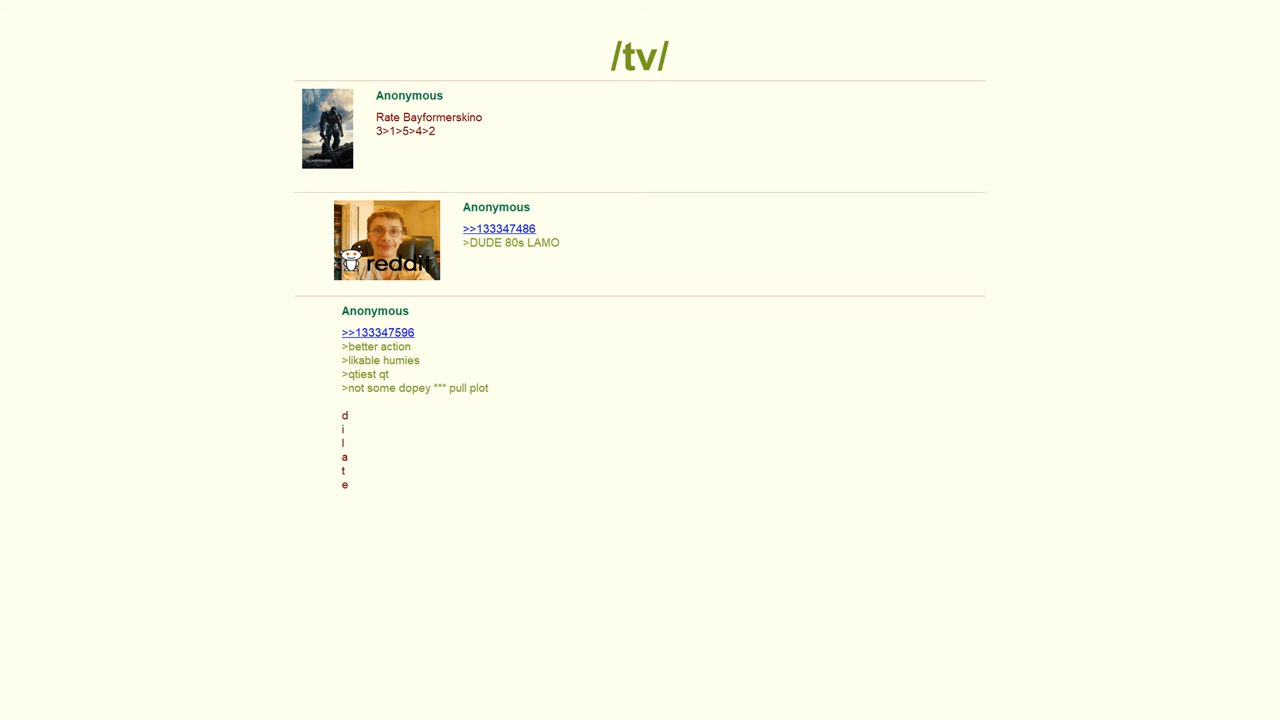 /tv/
Anonymous
Rate Bayformerskino
3>1>5>4>2
Anonymous
>>133347486
>DUDE 80s LAMO
reddit
Anonymous
>>133347596
>better action
>likable humies
>qtiest qt
>not some dopey *** pull plot
d
i
l
a
t
e